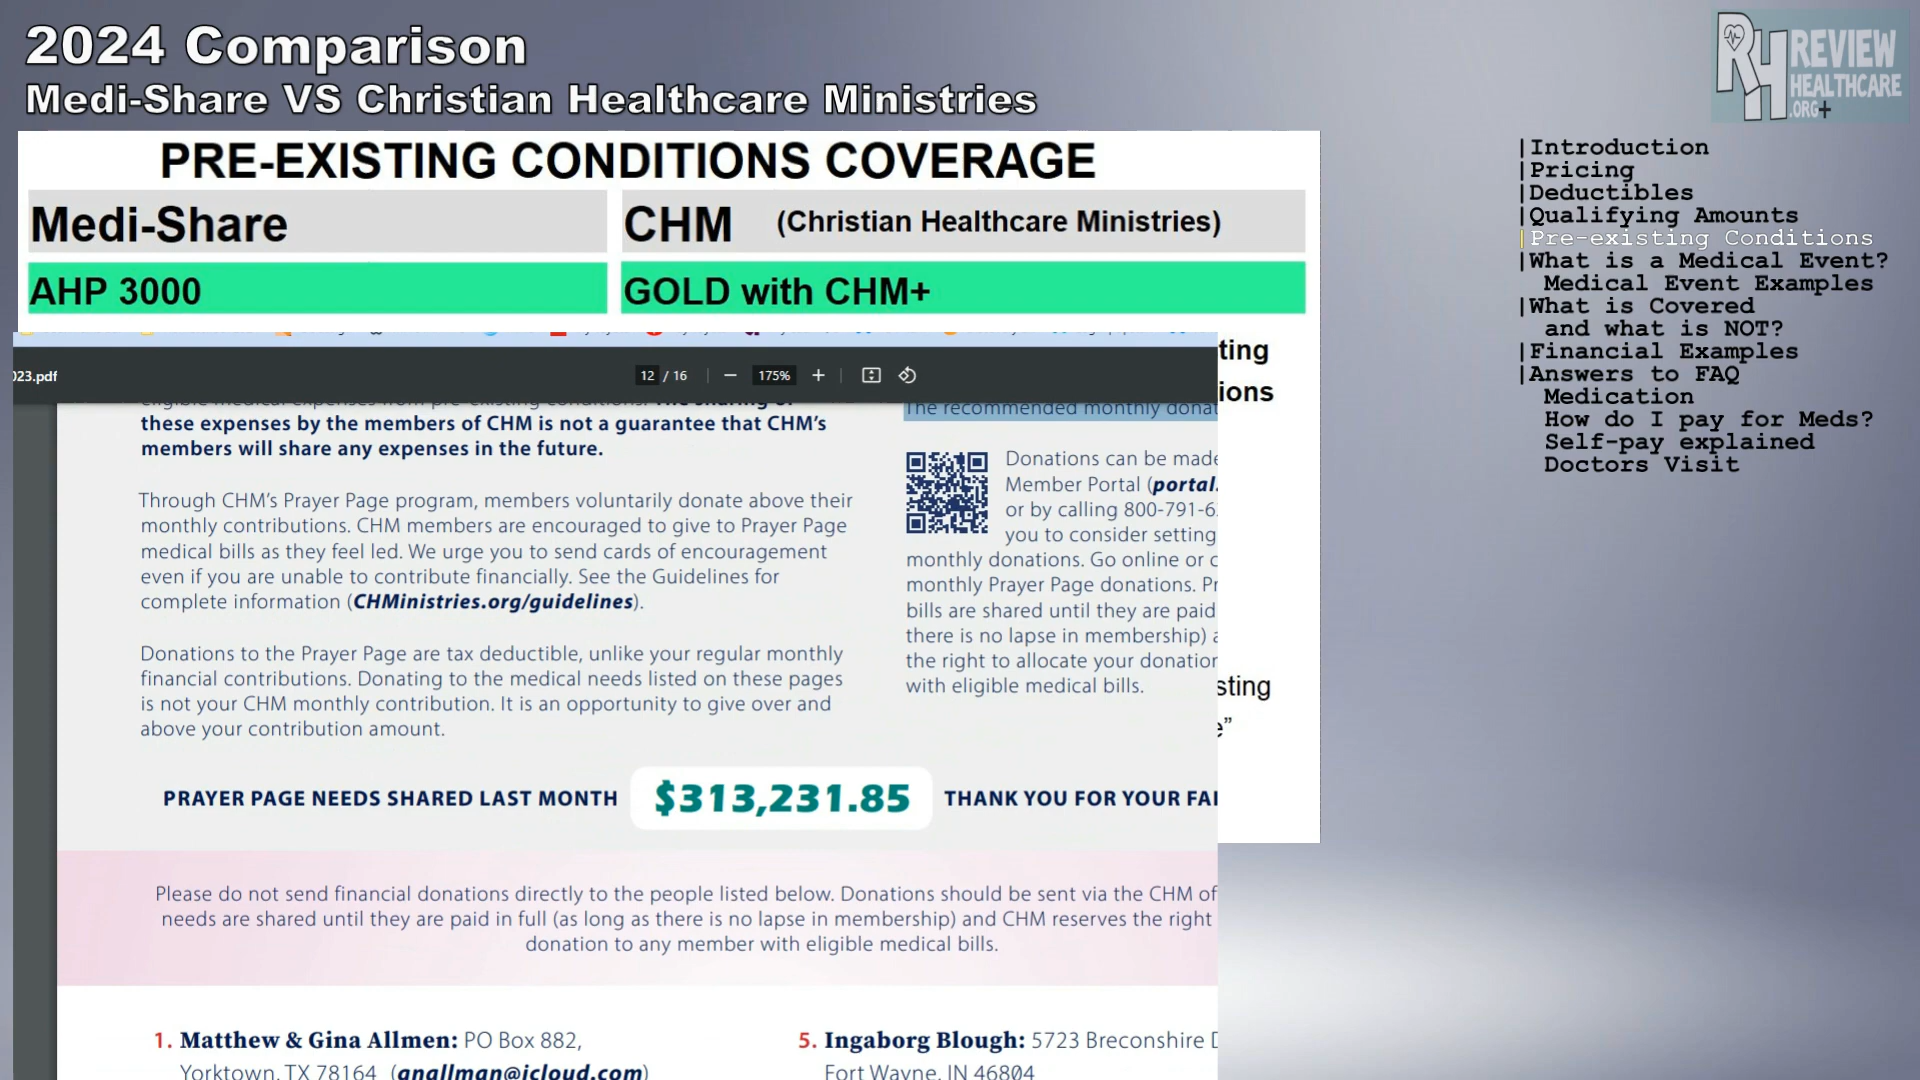 2024 Comparison
Medi-Share VS Christian Healthcare Ministries
RH REVIEW
HEALTHCARE
.ORG+
PRE-EXISTING CONDITIONS COVERAGE
Medi-Share
CHM (Christian Healthcare Ministries)
AHP 3000
GOLD with CHM+
ting
ions
sting
e”
023.pdf
12 / 16
175%
eligible medical expenses from pre-existing conditions. The sharing of
these expenses by the members of CHM is not a guarantee that CHM’s
members will share any expenses in the future.
Through CHM’s Prayer Page program, members voluntarily donate above their
monthly contributions. CHM members are encouraged to give to Prayer Page
medical bills as they feel led. We urge you to send cards of encouragement
even if you are unable to contribute financially. See the Guidelines for
complete information (CHMinistries.org/guidelines).
Donations to the Prayer Page are tax deductible, unlike your regular monthly
financial contributions. Donating to the medical needs listed on these pages
is not your CHM monthly contribution. It is an opportunity to give over and
above your contribution amount.
The recommended monthly donat
Donations can be made
Member Portal (portal.
or by calling 800-791-6
you to consider setting
monthly donations. Go online or c
monthly Prayer Page donations. Pr
bills are shared until they are paid
there is no lapse in membership) a
the right to allocate your donation
with eligible medical bills.
PRAYER PAGE NEEDS SHARED LAST MONTH $313,231.85 THANK YOU FOR YOUR FAI
Please do not send financial donations directly to the people listed below. Donations should be sent via the CHM of
needs are shared until they are paid in full (as long as there is no lapse in membership) and CHM reserves the right
donation to any member with eligible medical bills.
1. Matthew & Gina Allmen: PO Box 882,
Yorktown, TX 78164 (gnallman@icloud.com)
5. Ingaborg Blough: 5723 Breconshire D
Fort Wayne, IN 46804
|Introduction
|Pricing
|Deductibles
|Qualifying Amounts
|Pre-existing Conditions
|What is a Medical Event?
Medical Event Examples
|What is Covered
and what is NOT?
|Financial Examples
|Answers to FAQ
Medication
How do I pay for Meds?
Self-pay explained
Doctors Visit